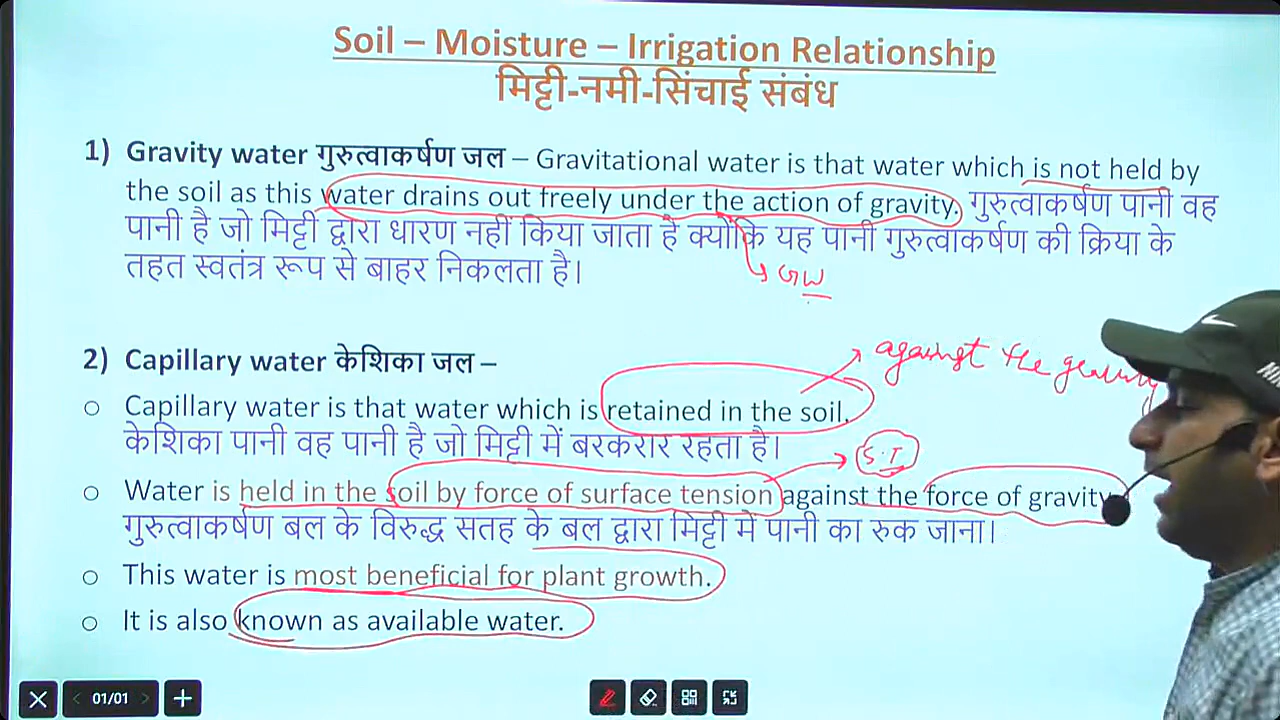 Soil – Moisture – Irrigation Relationship
मिट्टी-नमी-सिंचाई संबंध
1) Gravity water गुरुत्वाकर्षण जल – Gravitational water is that water which is not held by
the soil as this water drains out freely under the action of gravity. गुरुत्वाकर्षण पानी वह
पानी है जो मिट्टी द्वारा धारण नहीं किया जाता है क्योंकि यह पानी गुरुत्वाकर्षण की क्रिया के
तहत स्वतंत्र रूप से बाहर निकलता है।
GW
2) Capillary water केशिका जल –
against the gravity
Capillary water is that water which is retained in the soil.
केशिका पानी वह पानी है जो मिट्टी में बरकरार रहता है।
S.T
Water is held in the soil by force of surface tension against the force of gravity
गुरुत्वाकर्षण बल के विरुद्ध सतह के बल द्वारा मिट्टी में पानी का रुक जाना।
This water is most beneficial for plant growth.
It is also known as available water.
01/01